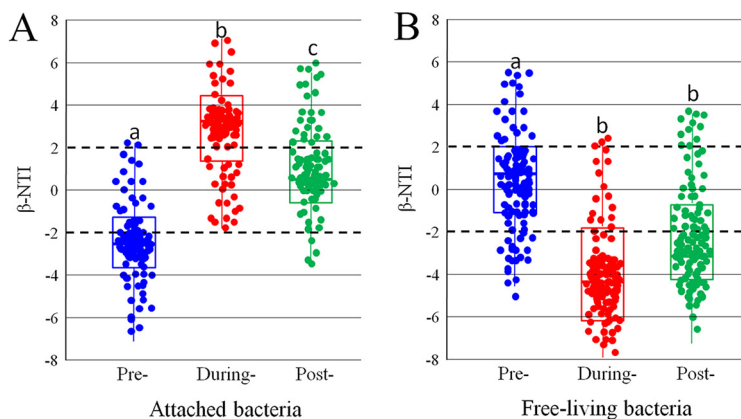 A
B
8
6
4
2
0
-2
-4
-6
-8
β-NTI
a
b
c
Pre-
During-
Post-
Attached bacteria
8
6
4
2
0
-2
-4
-6
-8
β-NTI
a
b
b
Pre-
During-
Post-
Free-living bacteria